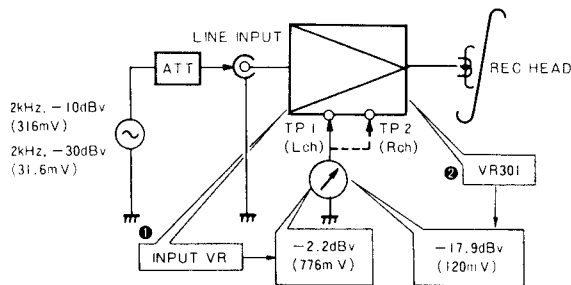 LINE INPUT
ATT
REC HEAD
2kHz, −10dBv
(316mV)
2kHz, −30dBv
(31.6mV)
TP1
(Lch)
TP2
(Rch)
❷
VR301
❶
INPUT VR
−2.2dBv
(776mV)
−17.9dBv
(120mV)